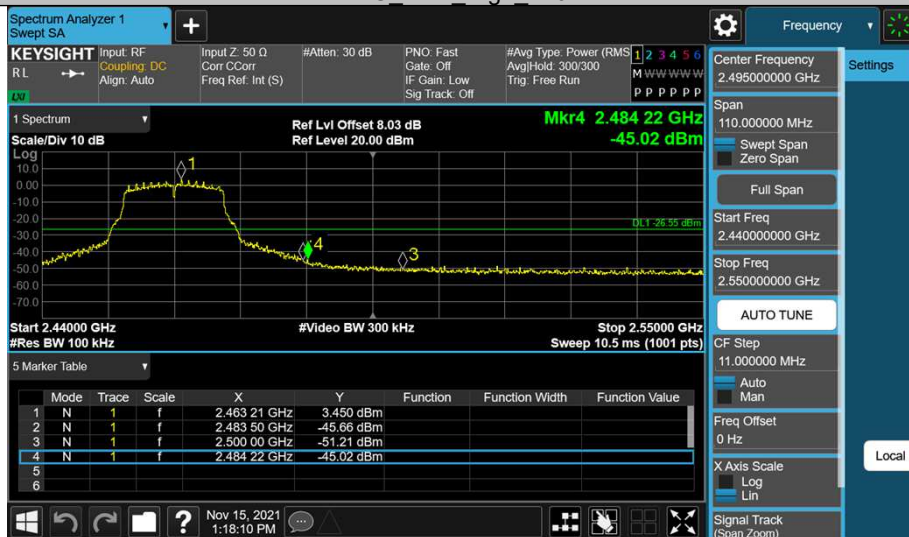 Spectrum Analyzer 1
Swept SA
Frequency
KEYSIGHT
RL
LXI
Input: RF
Coupling: DC
Align: Auto
Input Z: 50 Ω
Corr CCorr
Freq Ref: Int (S)
#Atten: 30 dB
PNO: Fast
Gate: Off
IF Gain: Low
Sig Track: Off
#Avg Type: Power (RMS
Avg|Hold: 300/300
Trig: Free Run
1 2 3 4 5 6
M W W W W W
P P P P P P
1 Spectrum
Scale/Div 10 dB
Ref Lvl Offset 8.03 dB
Ref Level 20.00 dBm
Mkr4 2.484 22 GHz
-45.02 dBm
Log
10.0
0.00
-10.0
-20.0
-30.0
-40.0
-50.0
-60.0
-70.0
1
4
3
DL1 -26.55 dBm
Start 2.44000 GHz
#Res BW 100 kHz
#Video BW 300 kHz
Stop 2.55000 GHz
Sweep 10.5 ms (1001 pts)
5 Marker Table
Mode Trace Scale X Y Function Function Width Function Value
1 N 1 f 2.463 21 GHz 3.450 dBm
2 N 1 f 2.483 50 GHz -45.66 dBm
3 N 1 f 2.500 00 GHz -51.21 dBm
4 N 1 f 2.484 22 GHz -45.02 dBm
5
6
Nov 15, 2021
1:18:10 PM
Center Frequency
2.495000000 GHz
Span
110.000000 MHz
Swept Span
Zero Span
Full Span
Start Freq
2.440000000 GHz
Stop Freq
2.550000000 GHz
AUTO TUNE
CF Step
11.000000 MHz
Auto
Man
Freq Offset
0 Hz
X Axis Scale
Log
Lin
Signal Track
(Span Zoom)
Settings
Local